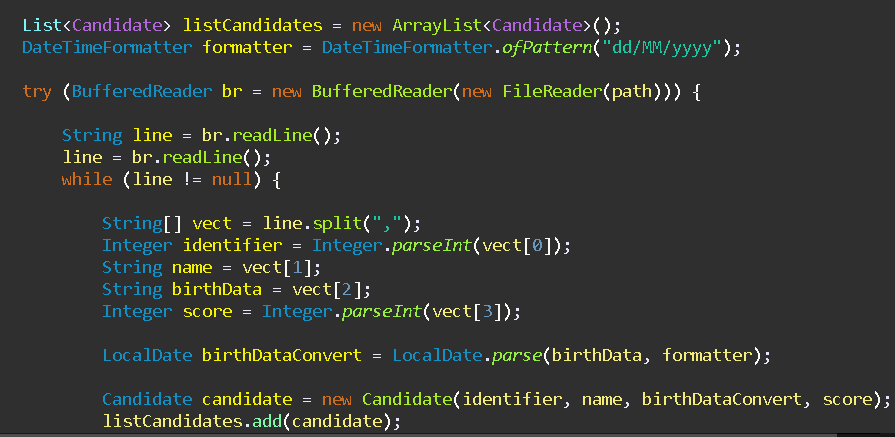 List<Candidate> listCandidates = new ArrayList<Candidate>();
DateTimeFormatter formatter = DateTimeFormatter.ofPattern("dd/MM/yyyy");
try (BufferedReader br = new BufferedReader(new FileReader(path))) {
String line = br.readLine();
line = br.readLine();
while (line != null) {
String[] vect = line.split(",");
Integer identifier = Integer.parseInt(vect[0]);
String name = vect[1];
String birthData = vect[2];
Integer score = Integer.parseInt(vect[3]);
LocalDate birthDataConvert = LocalDate.parse(birthData, formatter);
Candidate candidate = new Candidate(identifier, name, birthDataConvert, score);
listCandidates.add(candidate);